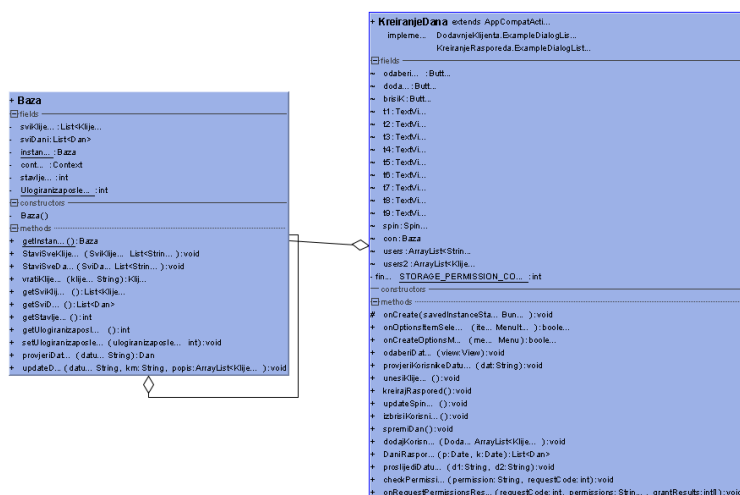 + Baza
fields
- sviKlije... : List<Klije...
- sviDani: List<Dan>
- instan... : Baza
- cont... : Context
- stavlje... : int
- Ulogiranizaposle... : int
constructors
- Baza()
methods
+ getInstan... (): Baza
+ StaviSveKlije... (SviKlije... List<Strin... ): void
+ StaviSveDa... (SviDa... List<Strin... ): void
+ vratiKlije... (klije... String): Klij...
+ getSviKlij... (): List<Klije...
+ getSviD... (): List<Dan>
+ getStavlje... (): int
+ getUlogiranizaposl... (): int
+ setUlogiranizaposle... (ulogiranizaposle... int): void
+ provjeriDat... (datu... String): Dan
+ updateD... (datu... String, km: String, popis: ArrayList<Klije... ): void
+ KreiranjeDana extends AppCompatActi...
impleme... DodavnjeKlijenta.ExampleDialogLis...
KreiranjeRasporeda.ExampleDialogList...
fields
~ odaberi... : Butt...
~ doda... : Butt...
~ brisiK: Butt...
~ t1: TextVi...
~ t2: TextVi...
~ t3: TextVi...
~ t4: TextVi...
~ t5: TextVi...
~ t6: TextVi...
~ t7: TextVi...
~ t8: TextVi...
~ t9: TextVi...
~ spin: Spin...
~ con: Baza
~ users: ArrayList<Strin...
~ users2: ArrayList<Klije...
- fin... STORAGE_PERMISSION_CO... : int
constructors
methods
# onCreate(savedInstanceSta... Bun... ): void
+ onOptionsItemSele... (ite... MenuIt... ): boole...
+ onCreateOptionsM... (me... Menu): boole...
+ odaberiDat... (view: View): void
+ provjeriKorisnikeDatu... (dat: String): void
+ unesiKlije... (): void
+ kreirajRaspored(): void
+ updateSpin... (): void
+ izbrisiKorisni... (): void
+ spremiDan(): void
+ dodajKorisn... (Doda... ArrayList<Klije... ): void
+ DaniRaspor... (p: Date, k: Date): List<Dan>
+ proslijediDatu... (d1: String, d2: String): void
+ checkPermissi... (permission: String, requestCode: int): void
+ onRequestPermissionsRes... (requestCode: int, permissions: Strin... grantResults: int[]): void